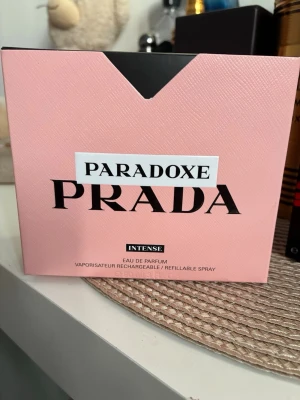 PARADOXE
PRADA
INTENSE
EAU DE PARFUM
VAPORISATEUR RECHARGEABLE / REFILLABLE SPRAY